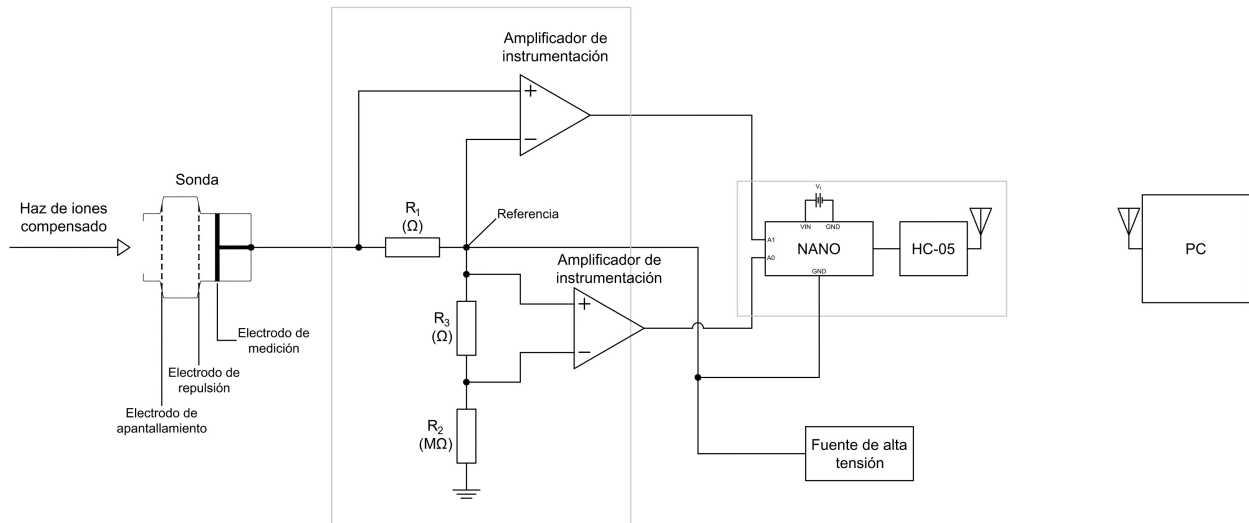 Amplificador de
instrumentación
Sonda
Haz de iones
compensado
R₁
(Ω)
Referencia
Amplificador de
instrumentación
R₃
(Ω)
R₂
(MΩ)
Electrodo de
medición
Electrodo de
repulsión
Electrodo de
apantallamiento
V₁
VIN
GND
A1
A0
NANO
GND
HC-05
PC
Fuente de alta
tensión